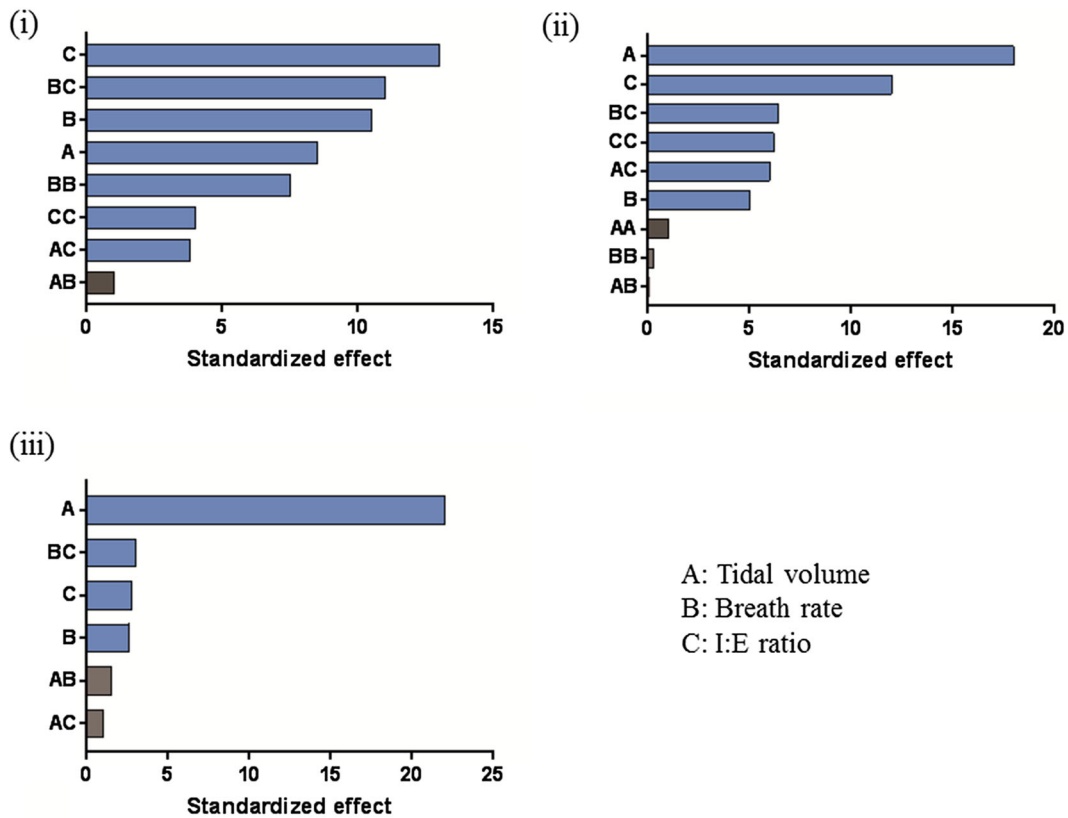 (i)
C
BC
B
A
BB
CC
AC
AB
0 5 10 15
Standardized effect
(ii)
A
C
BC
CC
AC
B
AA
BB
AB
0 5 10 15 20
Standardized effect
(iii)
A
BC
C
B
AB
AC
0 5 10 15 20 25
Standardized effect
A: Tidal volume
B: Breath rate
C: I:E ratio